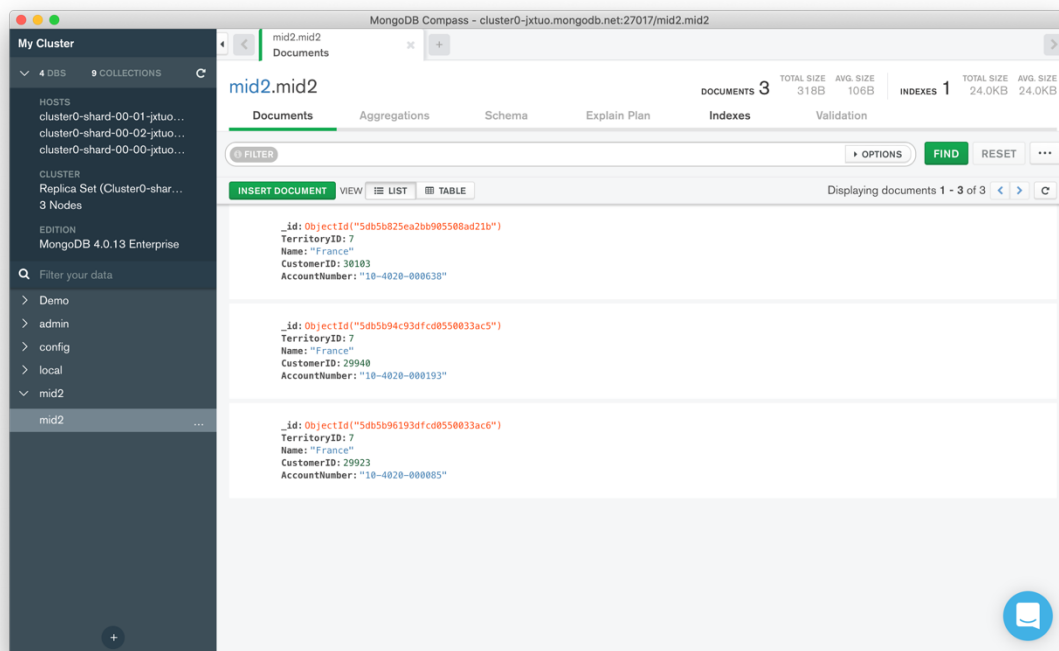 MongoDB Compass - cluster0-jxtuo.mongodb.net:27017/mid2.mid2
My Cluster
4 DBS 9 COLLECTIONS
HOSTS
cluster0-shard-00-01-jxtuo...
cluster0-shard-00-02-jxtuo...
cluster0-shard-00-00-jxtuo...
CLUSTER
Replica Set (Cluster0-shar...
3 Nodes
EDITION
MongoDB 4.0.13 Enterprise
Filter your data
Demo
admin
config
local
mid2
mid2 ...
+
mid2.mid2
Documents
mid2.mid2
DOCUMENTS 3 TOTAL SIZE 318B AVG. SIZE 106B INDEXES 1 TOTAL SIZE 24.0KB AVG. SIZE 24.0KB
Documents Aggregations Schema Explain Plan Indexes Validation
FILTER OPTIONS FIND RESET ...
INSERT DOCUMENT VIEW LIST TABLE Displaying documents 1 - 3 of 3
_id: ObjectId("5db5b825ea2bb905508ad21b")
TerritoryID: 7
Name: "France"
CustomerID: 30103
AccountNumber: "10-4020-000638"
_id: ObjectId("5db5b94c93dfcd0550033ac5")
TerritoryID: 7
Name: "France"
CustomerID: 29940
AccountNumber: "10-4020-000193"
_id: ObjectId("5db5b96193dfcd0550033ac6")
TerritoryID: 7
Name: "France"
CustomerID: 29923
AccountNumber: "10-4020-000085"